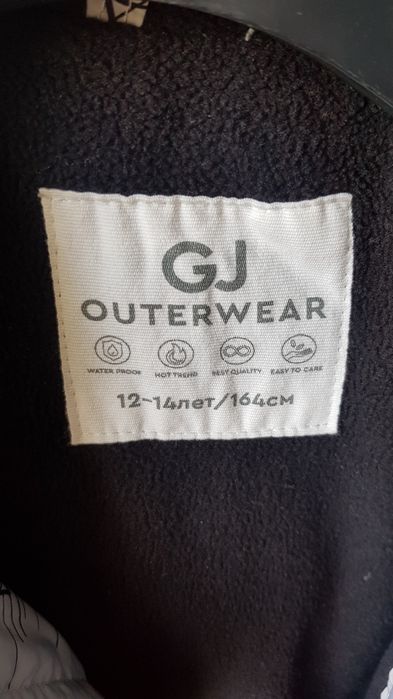 GJ
OUTERWEAR
WATER PROOF HOT TREND BEST QUALITY EASY TO CARE
12-14лет/164см